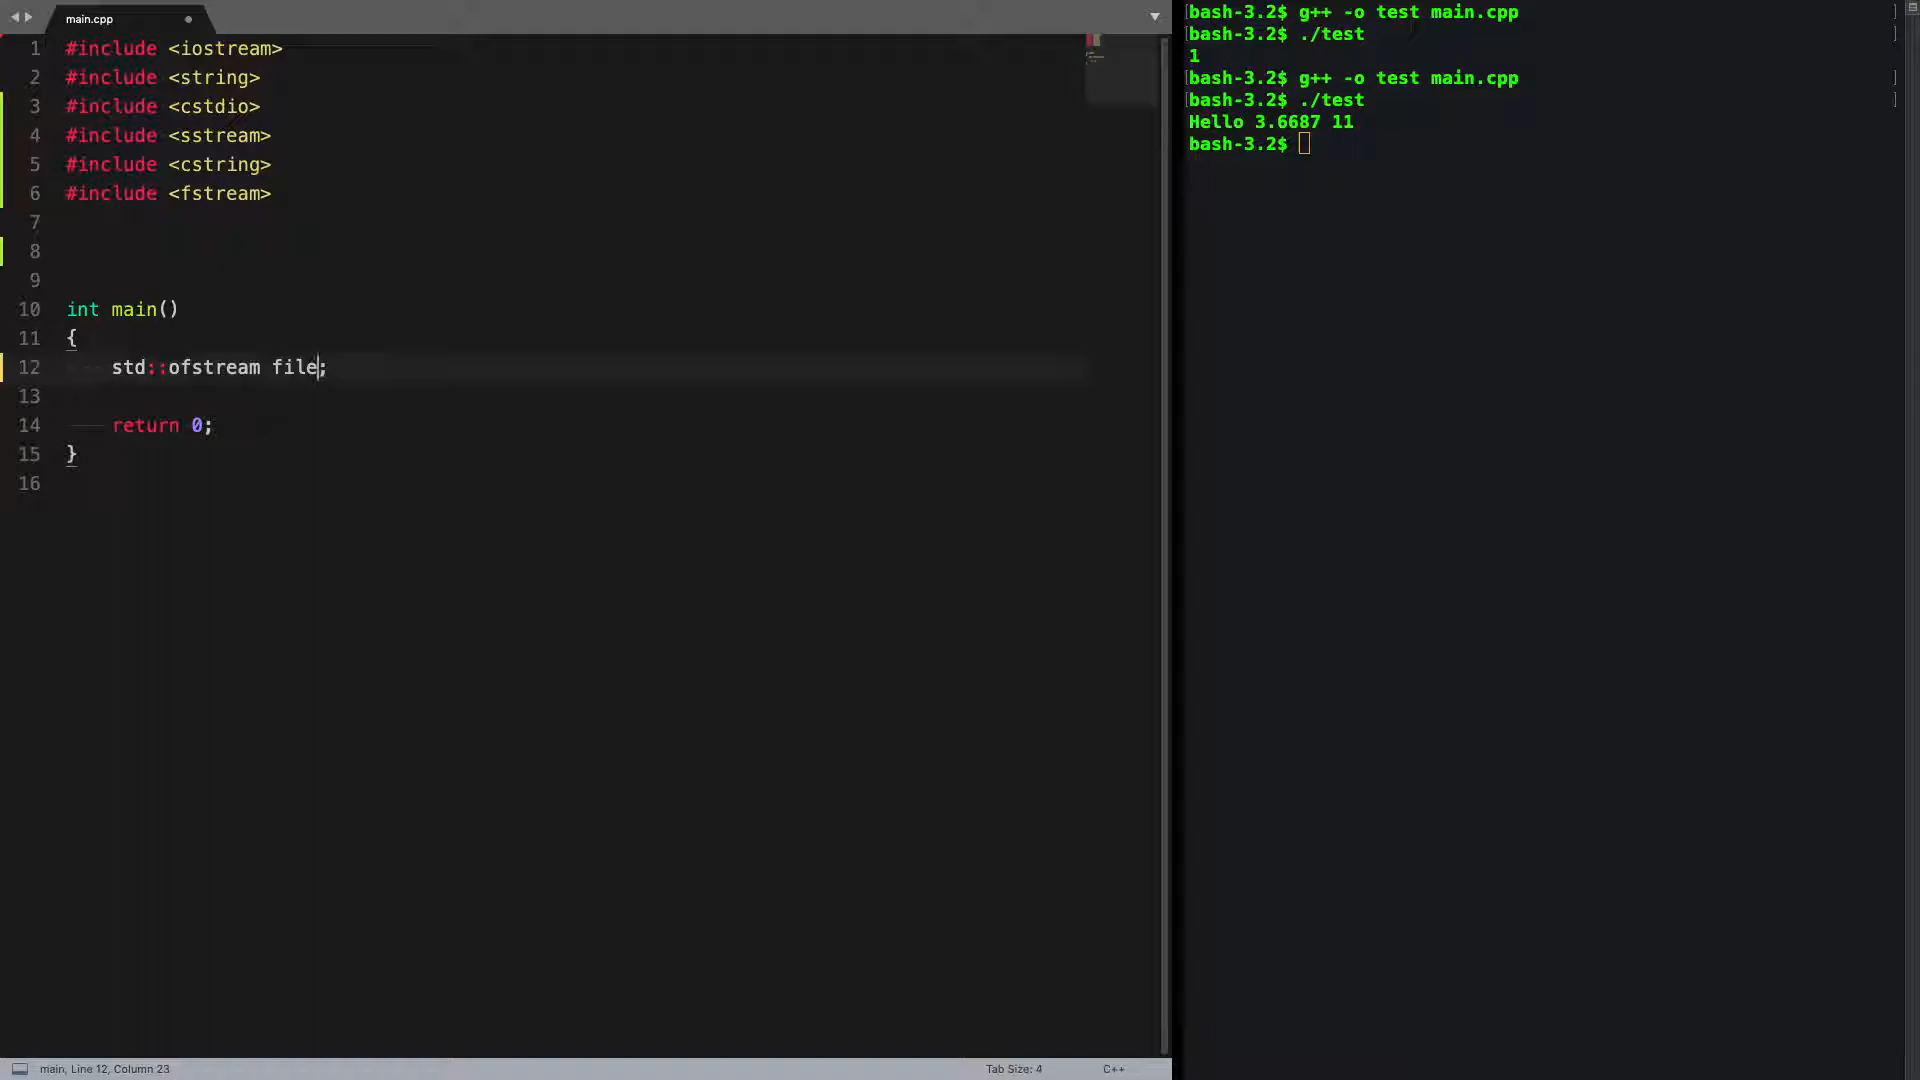 main.cpp
1 #include <iostream>
2 #include <string>
3 #include <cstdio>
4 #include <sstream>
5 #include <cstring>
6 #include <fstream>
7
8
9
10 int main()
11 {
12 std::ofstream file;
13
14 return 0;
15 }
16
main, Line 12, Column 23
Tab Size: 4
C++
[bash-3.2$ g++ -o test main.cpp ]
[bash-3.2$ ./test ]
1
[bash-3.2$ g++ -o test main.cpp ]
[bash-3.2$ ./test ]
Hello 3.6687 11
bash-3.2$